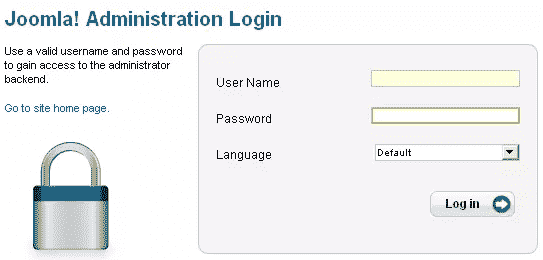 Joomla! Administration Login
Use a valid username and password
to gain access to the administrator
backend.
Go to site home page.
User Name
Password
Language
Default
Log in